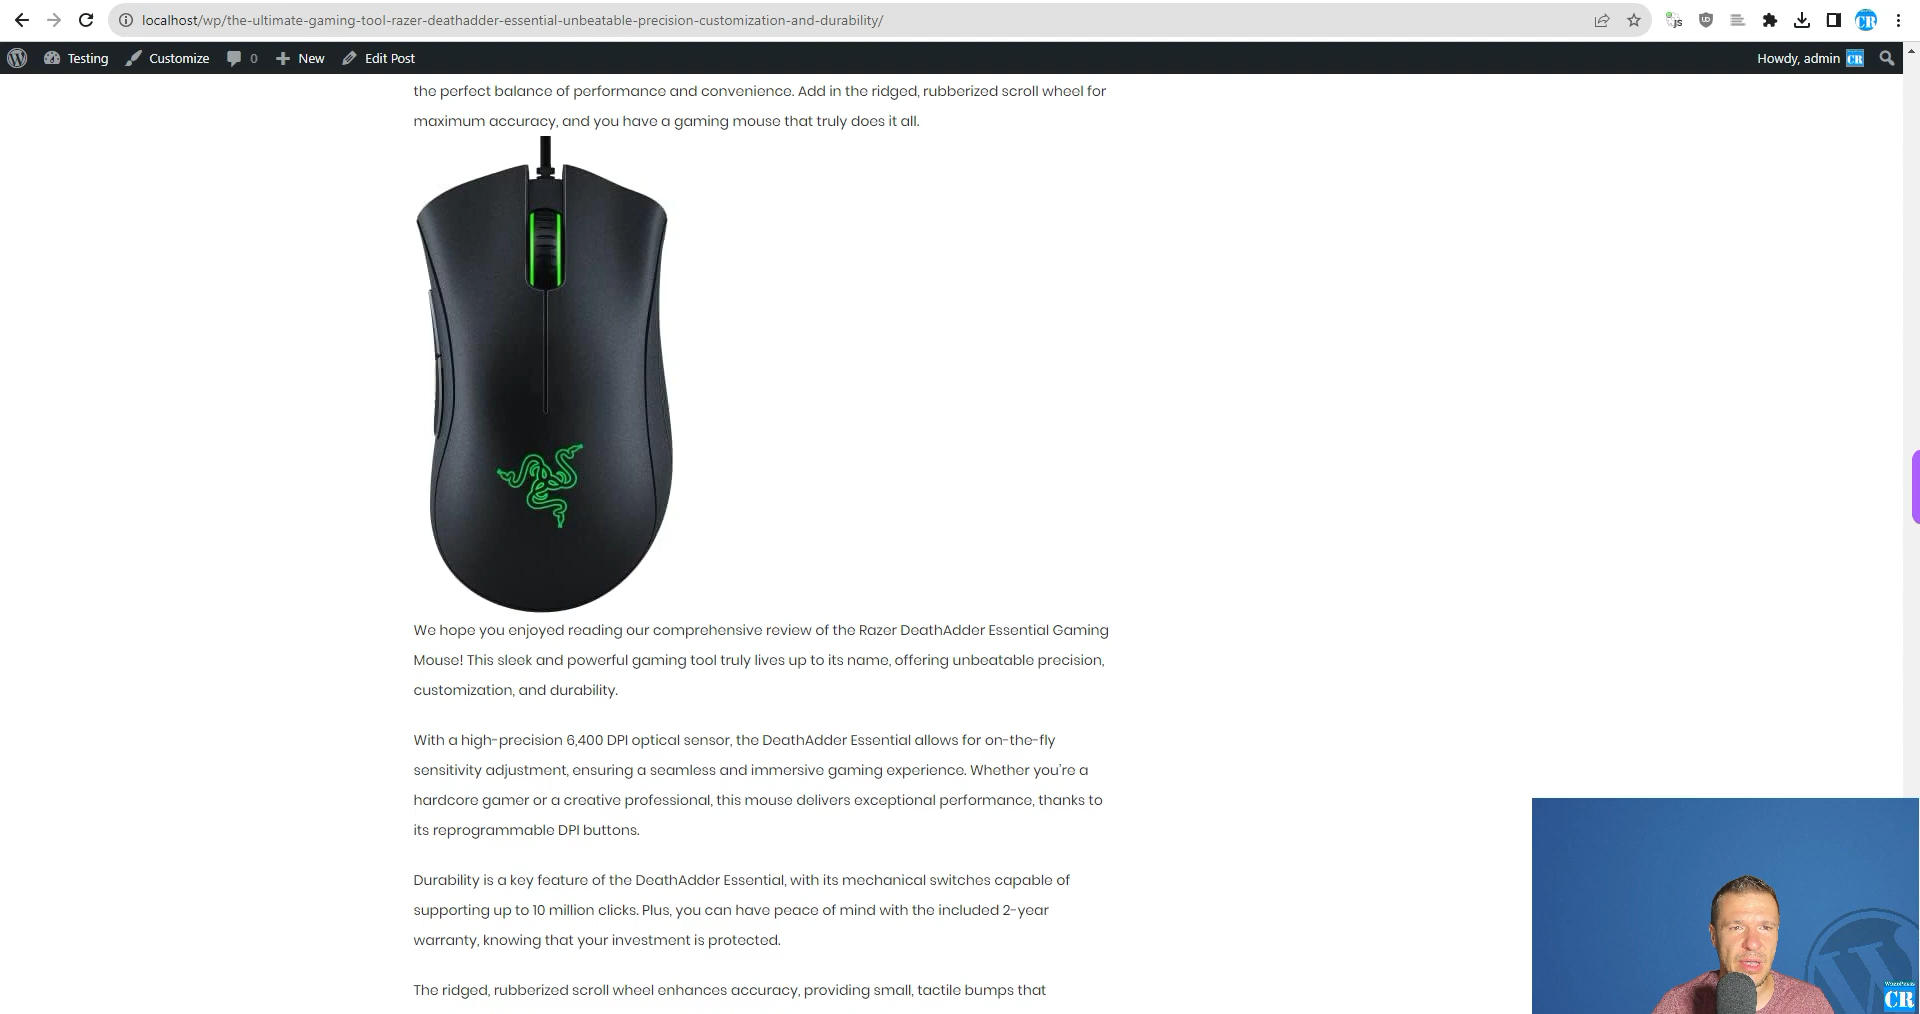 localhost/wp/the-ultimate-gaming-tool-razer-deathadder-essential-unbeatable-precision-customization-and-durability/
Testing Customize 0 New Edit Post Howdy, admin CR
the perfect balance of performance and convenience. Add in the ridged, rubberized scroll wheel for
maximum accuracy, and you have a gaming mouse that truly does it all.
We hope you enjoyed reading our comprehensive review of the Razer DeathAdder Essential Gaming
Mouse! This sleek and powerful gaming tool truly lives up to its name, offering unbeatable precision,
customization, and durability.
With a high-precision 6,400 DPI optical sensor, the DeathAdder Essential allows for on-the-fly
sensitivity adjustment, ensuring a seamless and immersive gaming experience. Whether you're a
hardcore gamer or a creative professional, this mouse delivers exceptional performance, thanks to
its reprogrammable DPI buttons.
Durability is a key feature of the DeathAdder Essential, with its mechanical switches capable of
supporting up to 10 million clicks. Plus, you can have peace of mind with the included 2-year
warranty, knowing that your investment is protected.
The ridged, rubberized scroll wheel enhances accuracy, providing small, tactile bumps that
WORDPRESS
CR